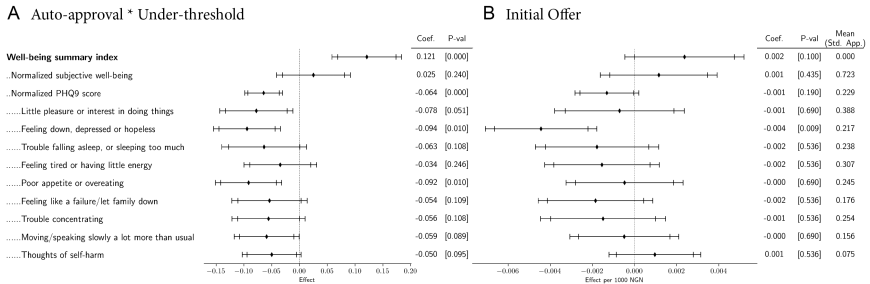 A Auto-approval * Under-threshold B Initial Offer
Coef. P-val Coef. P-val Mean (Std. App.)
Well-being summary index 0.121 [0.000] 0.002 [0.100] 0.000
..Normalized subjective well-being 0.025 [0.240] 0.001 [0.435] 0.723
..Normalized PHQ9 score -0.064 [0.000] -0.001 [0.190] 0.229
......Little pleasure or interest in doing things -0.078 [0.051] -0.001 [0.690] 0.388
......Feeling down, depressed or hopeless -0.094 [0.010] -0.004 [0.009] 0.217
......Trouble falling asleep, or sleeping too much -0.063 [0.108] -0.002 [0.536] 0.238
......Feeling tired or having little energy -0.034 [0.246] -0.002 [0.536] 0.307
......Poor appetite or overeating -0.092 [0.010] -0.000 [0.690] 0.245
......Feeling like a failure/let family down -0.054 [0.109] -0.002 [0.536] 0.176
......Trouble concentrating -0.056 [0.108] -0.001 [0.536] 0.254
......Moving/speaking slowly a lot more than usual -0.059 [0.089] -0.000 [0.690] 0.156
......Thoughts of self-harm -0.050 [0.095] 0.001 [0.536] 0.075
−0.15 −0.10 −0.05 0.00 0.05 0.10 0.15 0.20 −0.006 −0.004 −0.002 0.000 0.002 0.004
Effect Effect per 1000 NGN